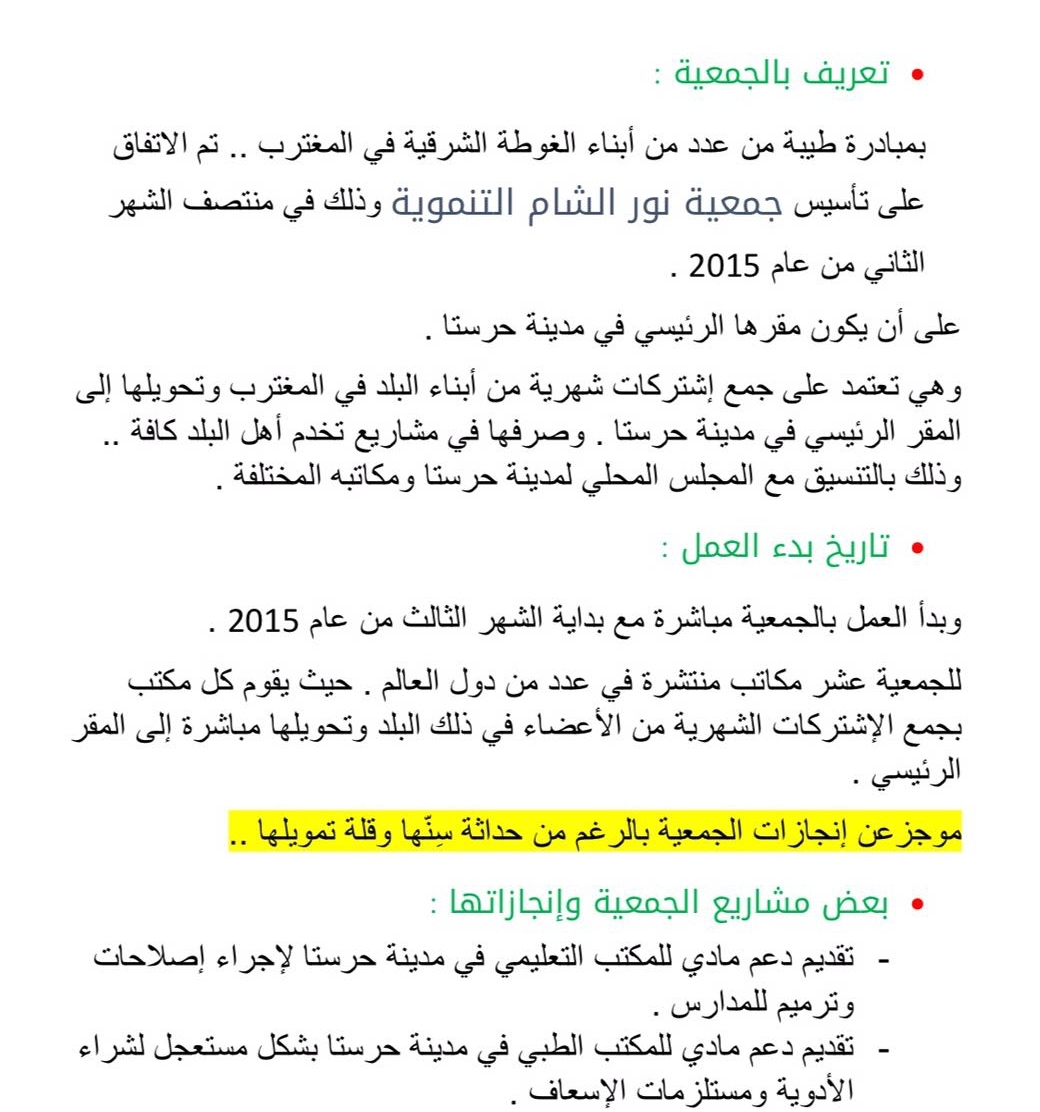 • تعريف بالجمعية :
بمبادرة طيبة من عدد من أبناء الغوطة الشرقية في المغترب .. تم الاتفاق
على تأسيس جمعية نور الشام التنموية وذلك في منتصف الشهر
الثاني من عام 2015 .
على أن يكون مقرها الرئيسي في مدينة حرستا .
وهي تعتمد على جمع إشتركات شهرية من أبناء البلد في المغترب وتحويلها إلى
المقر الرئيسي في مدينة حرستا . وصرفها في مشاريع تخدم أهل البلد كافة ..
وذلك بالتنسيق مع المجلس المحلي لمدينة حرستا ومكاتبه المختلفة .
• تاريخ بدء العمل :
وبدأ العمل بالجمعية مباشرة مع بداية الشهر الثالث من عام 2015 .
للجمعية عشر مكاتب منتشرة في عدد من دول العالم . حيث يقوم كل مكتب
بجمع الإشتركات الشهرية من الأعضاء في ذلك البلد وتحويلها مباشرة إلى المقر
الرئيسي .
موجزعن إنجازات الجمعية بالرغم من حداثة سِنّها وقلة تمويلها ..
• بعض مشاريع الجمعية وإنجازاتها :
- تقديم دعم مادي للمكتب التعليمي في مدينة حرستا لإجراء إصلاحات
وترميم للمدارس .
- تقديم دعم مادي للمكتب الطبي في مدينة حرستا بشكل مستعجل لشراء
الأدوية ومستلزمات الإسعاف .